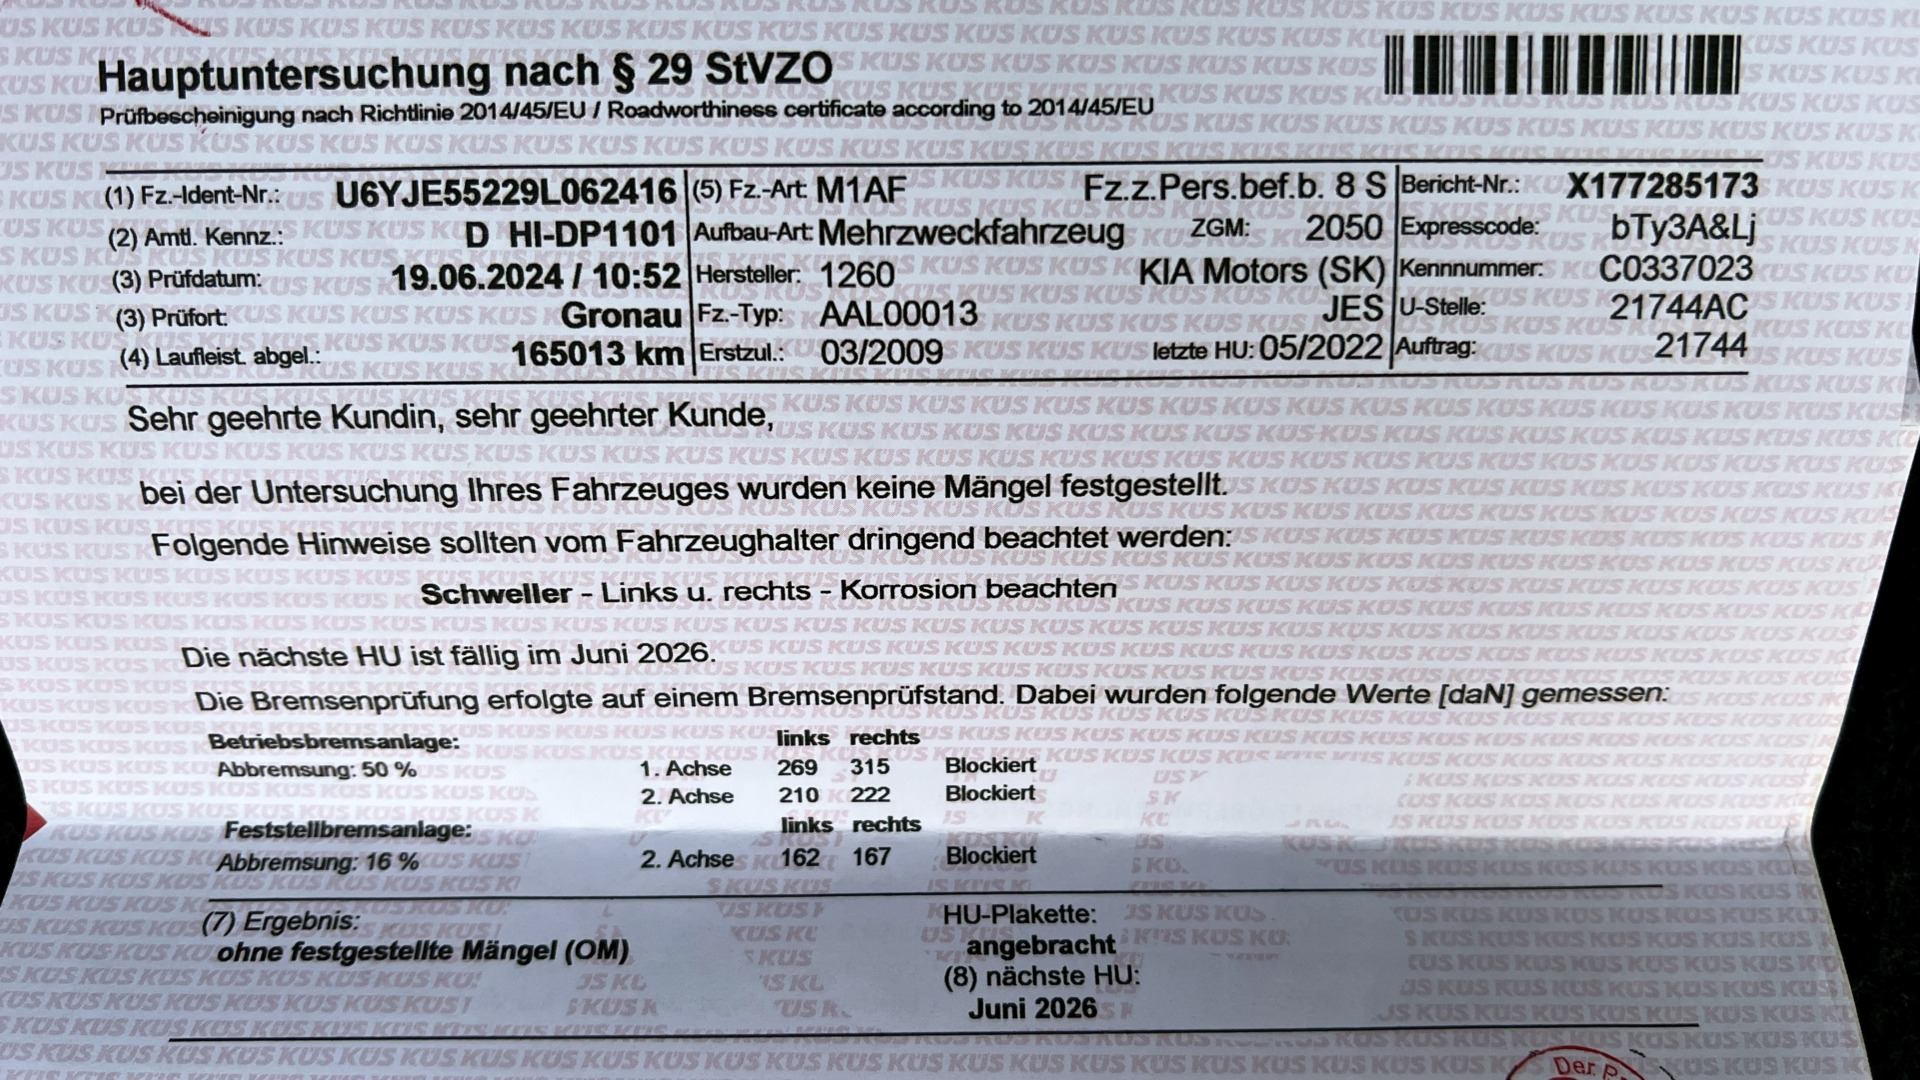 Hauptuntersuchung nach § 29 StVZO
Prüfbescheinigung nach Richtlinie 2014/45/EU / Roadworthiness certificate according to 2014/45/EU
(1) Fz.-Ident-Nr.: U6YJE55229L062416 (5) Fz.-Art: M1AF Fz.z.Pers.bef.b. 8 S Bericht-Nr.: X177285173
(2) Amtl. Kennz.: D HI-DP1101 Aufbau-Art: Mehrzweckfahrzeug ZGM: 2050 Expresscode: bTy3A&Lj
(3) Prüfdatum: 19.06.2024 / 10:52 Hersteller: 1260 KIA Motors (SK) Kennnummer: C0337023
(3) Prüfort: Gronau Fz.-Typ: AAL00013 JES U-Stelle: 21744AC
(4) Laufleist. abgel.: 165013 km Erstzul.: 03/2009 letzte HU: 05/2022 Auftrag: 21744
Sehr geehrte Kundin, sehr geehrter Kunde,
bei der Untersuchung Ihres Fahrzeuges wurden keine Mängel festgestellt.
Folgende Hinweise sollten vom Fahrzeughalter dringend beachtet werden:
Schweller - Links u. rechts - Korrosion beachten
Die nächste HU ist fällig im Juni 2026.
Die Bremsenprüfung erfolgte auf einem Bremsenprüfstand. Dabei wurden folgende Werte [daN] gemessen:
Betriebsbremsanlage: links rechts
Abbremsung: 50 % 1. Achse 269 315 Blockiert
2. Achse 210 222 Blockiert
Feststellbremsanlage: links rechts
Abbremsung: 16 % 2. Achse 162 167 Blockiert
(7) Ergebnis: HU-Plakette:
ohne festgestellte Mängel (OM) angebracht
(8) nächste HU:
Juni 2026
Der